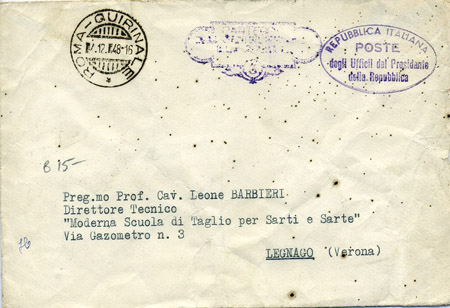 ROMA-QUIRINALE
12. 48-16
REPUBBLICA ITALIANA
POSTE
degli Uffici del Presidente
della Repubblica
B 15-
Preg.mo Prof. Cav. Leone BARBIERI
Direttore Tecnico
"Moderna Scuola di Taglio per Sarti e Sarte"
Via Gazometro n. 3
LEGNAGO (Verona)